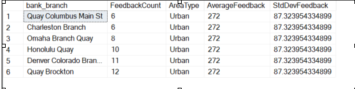 bank_branch FeedbackCount AreaType AverageFeedback StdDevFeedback
1 Quay Columbus Main St 6 Urban 272 87.323954334899
2 Charleston Branch 6 Urban 272 87.323954334899
3 Omaha Branch Quay 8 Urban 272 87.323954334899
4 Honolulu Quay 10 Urban 272 87.323954334899
5 Denver Colorado Bran... 11 Urban 272 87.323954334899
6 Quay Brockton 12 Urban 272 87.323954334899